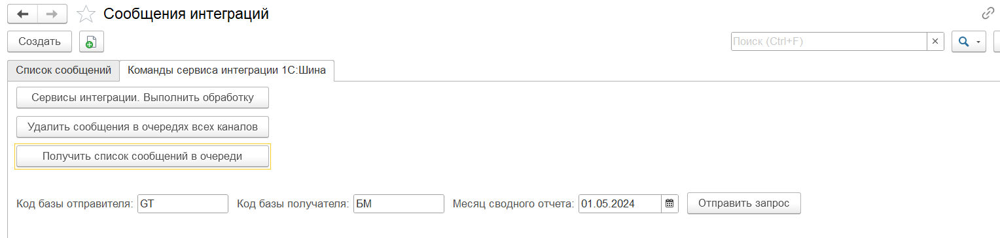 Сообщения интеграций
Создать
Поиск (Ctrl+F)
Список сообщений Команды сервиса интеграции 1С:Шина
Сервисы интеграции. Выполнить обработку
Удалить сообщения в очередях всех каналов
Получить список сообщений в очереди
Код базы отправителя: GT Код базы получателя: БМ Месяц сводного отчета: 01.05.2024 Отправить запрос